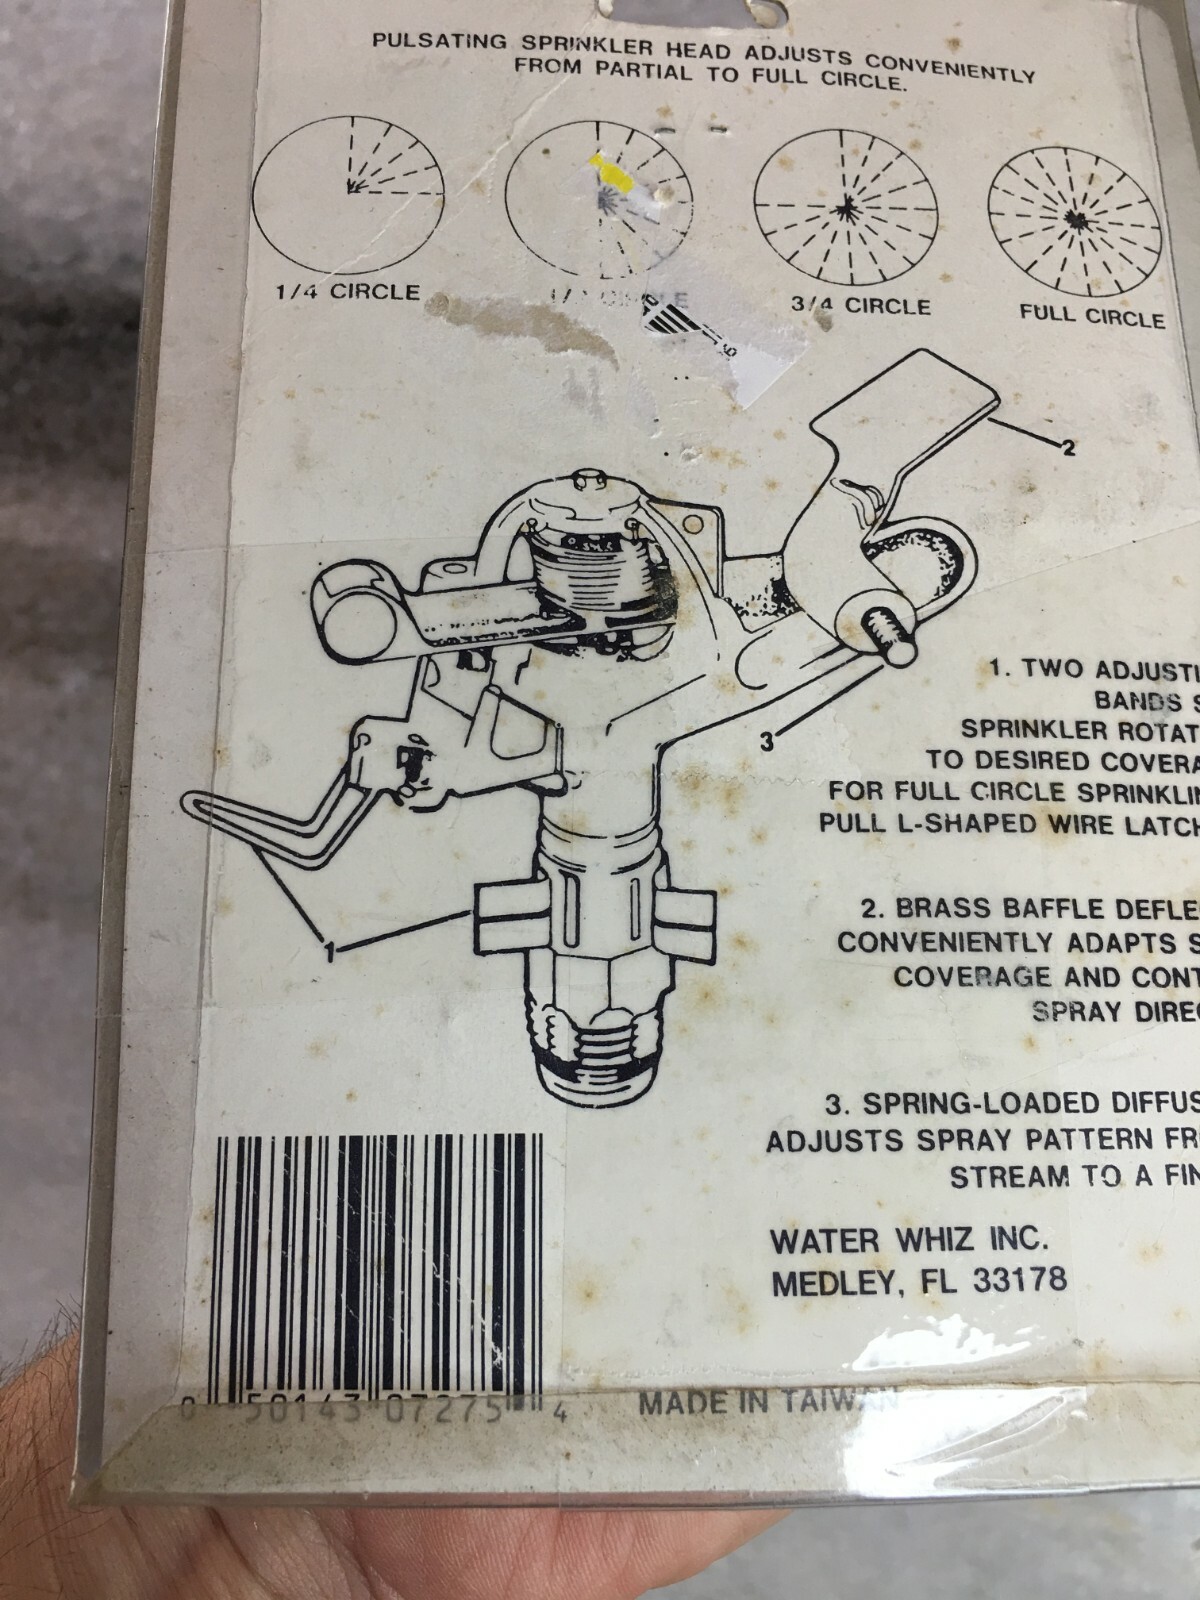 PULSATING SPRINKLER HEAD ADJUSTS CONVENIENTLY
FROM PARTIAL TO FULL CIRCLE.
1/4 CIRCLE
3/4 CIRCLE
FULL CIRCLE
2
3
1
1. TWO ADJUSTI
BANDS S
SPRINKLER ROTAT
TO DESIRED COVERA
FOR FULL CIRCLE SPRINKLIN
PULL L-SHAPED WIRE LATCH
2. BRASS BAFFLE DEFLE
CONVENIENTLY ADAPTS S
COVERAGE AND CONT
SPRAY DIREC
3. SPRING-LOADED DIFFUS
ADJUSTS SPRAY PATTERN FR
STREAM TO A FIN
WATER WHIZ INC.
MEDLEY, FL 33178
0 50143 07275 4
MADE IN TAIWAN